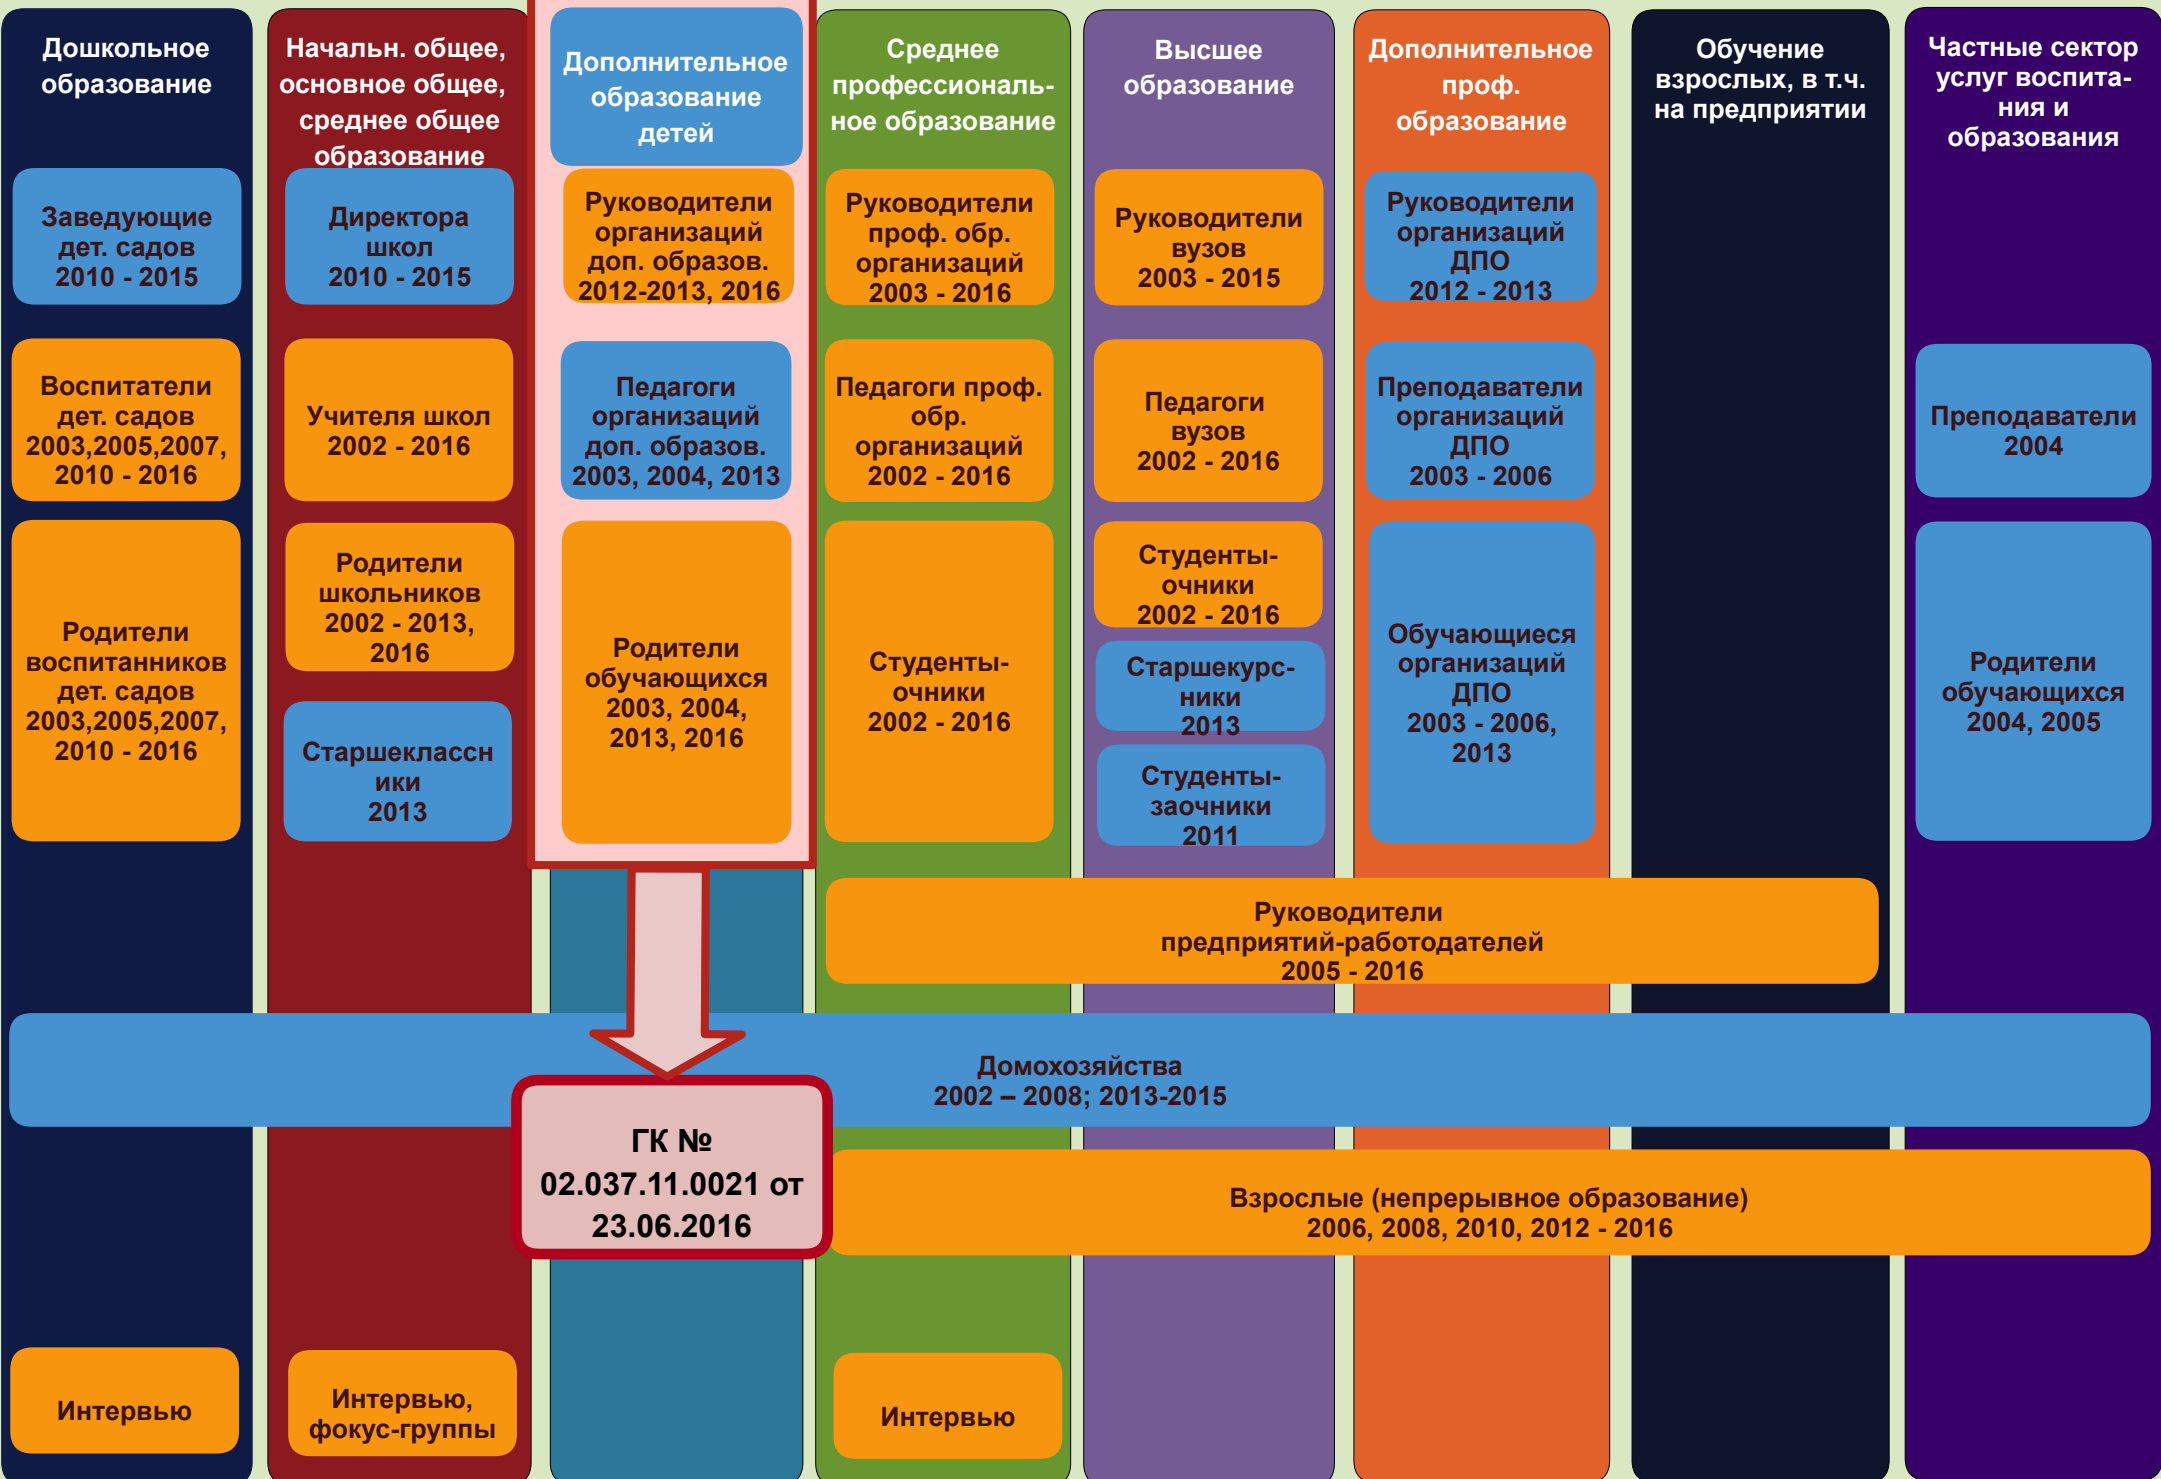 Дошкольное
образование
Начальн. общее,
основное общее,
среднее общее
образование
Дополнительное
образование
детей
Среднее
профессиональ-
ное образование
Высшее
образование
Дополнительное
проф.
образование
Обучение
взрослых, в т.ч.
на предприятии
Частные сектор
услуг воспита-
ния и
образования
Заведующие
дет. садов
2010 - 2015
Директора
школ
2010 - 2015
Руководители
организаций
доп. образов.
2012-2013, 2016
Руководители
проф. обр.
организаций
2003 - 2016
Руководители
вузов
2003 - 2015
Руководители
организаций
ДПО
2012 - 2013
Воспитатели
дет. садов
2003,2005,2007,
2010 - 2016
Учителя школ
2002 - 2016
Педагоги
организаций
доп. образов.
2003, 2004, 2013
Педагоги проф.
обр.
организаций
2002 - 2016
Педагоги
вузов
2002 - 2016
Преподаватели
организаций
ДПО
2003 - 2006
Преподаватели
2004
Родители
воспитанников
дет. садов
2003,2005,2007,
2010 - 2016
Родители
школьников
2002 - 2013,
2016
Старшеклассн
ики
2013
Родители
обучающихся
2003, 2004,
2013, 2016
Студенты-
очники
2002 - 2016
Студенты-
очники
2002 - 2016
Старшекурс-
ники
2013
Студенты-
заочники
2011
Обучающиеся
организаций
ДПО
2003 - 2006,
2013
Родители
обучающихся
2004, 2005
Руководители
предприятий-работодателей
2005 - 2016
Домохозяйства
2002 – 2008; 2013-2015
ГК №
02.037.11.0021 от
23.06.2016
Взрослые (непрерывное образование)
2006, 2008, 2010, 2012 - 2016
Интервью
Интервью,
фокус-группы
Интервью